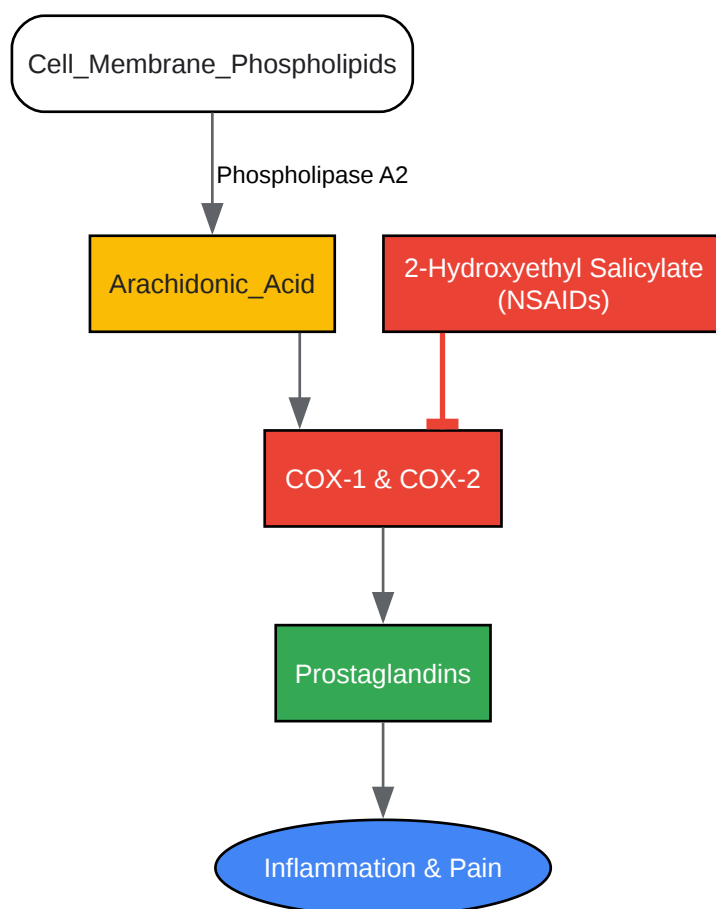 Cell_Membrane_Phospholipids
Phospholipase A2
Arachidonic_Acid
2-Hydroxyethyl Salicylate
(NSAIDs)
COX-1 & COX-2
Prostaglandins
Inflammation & Pain